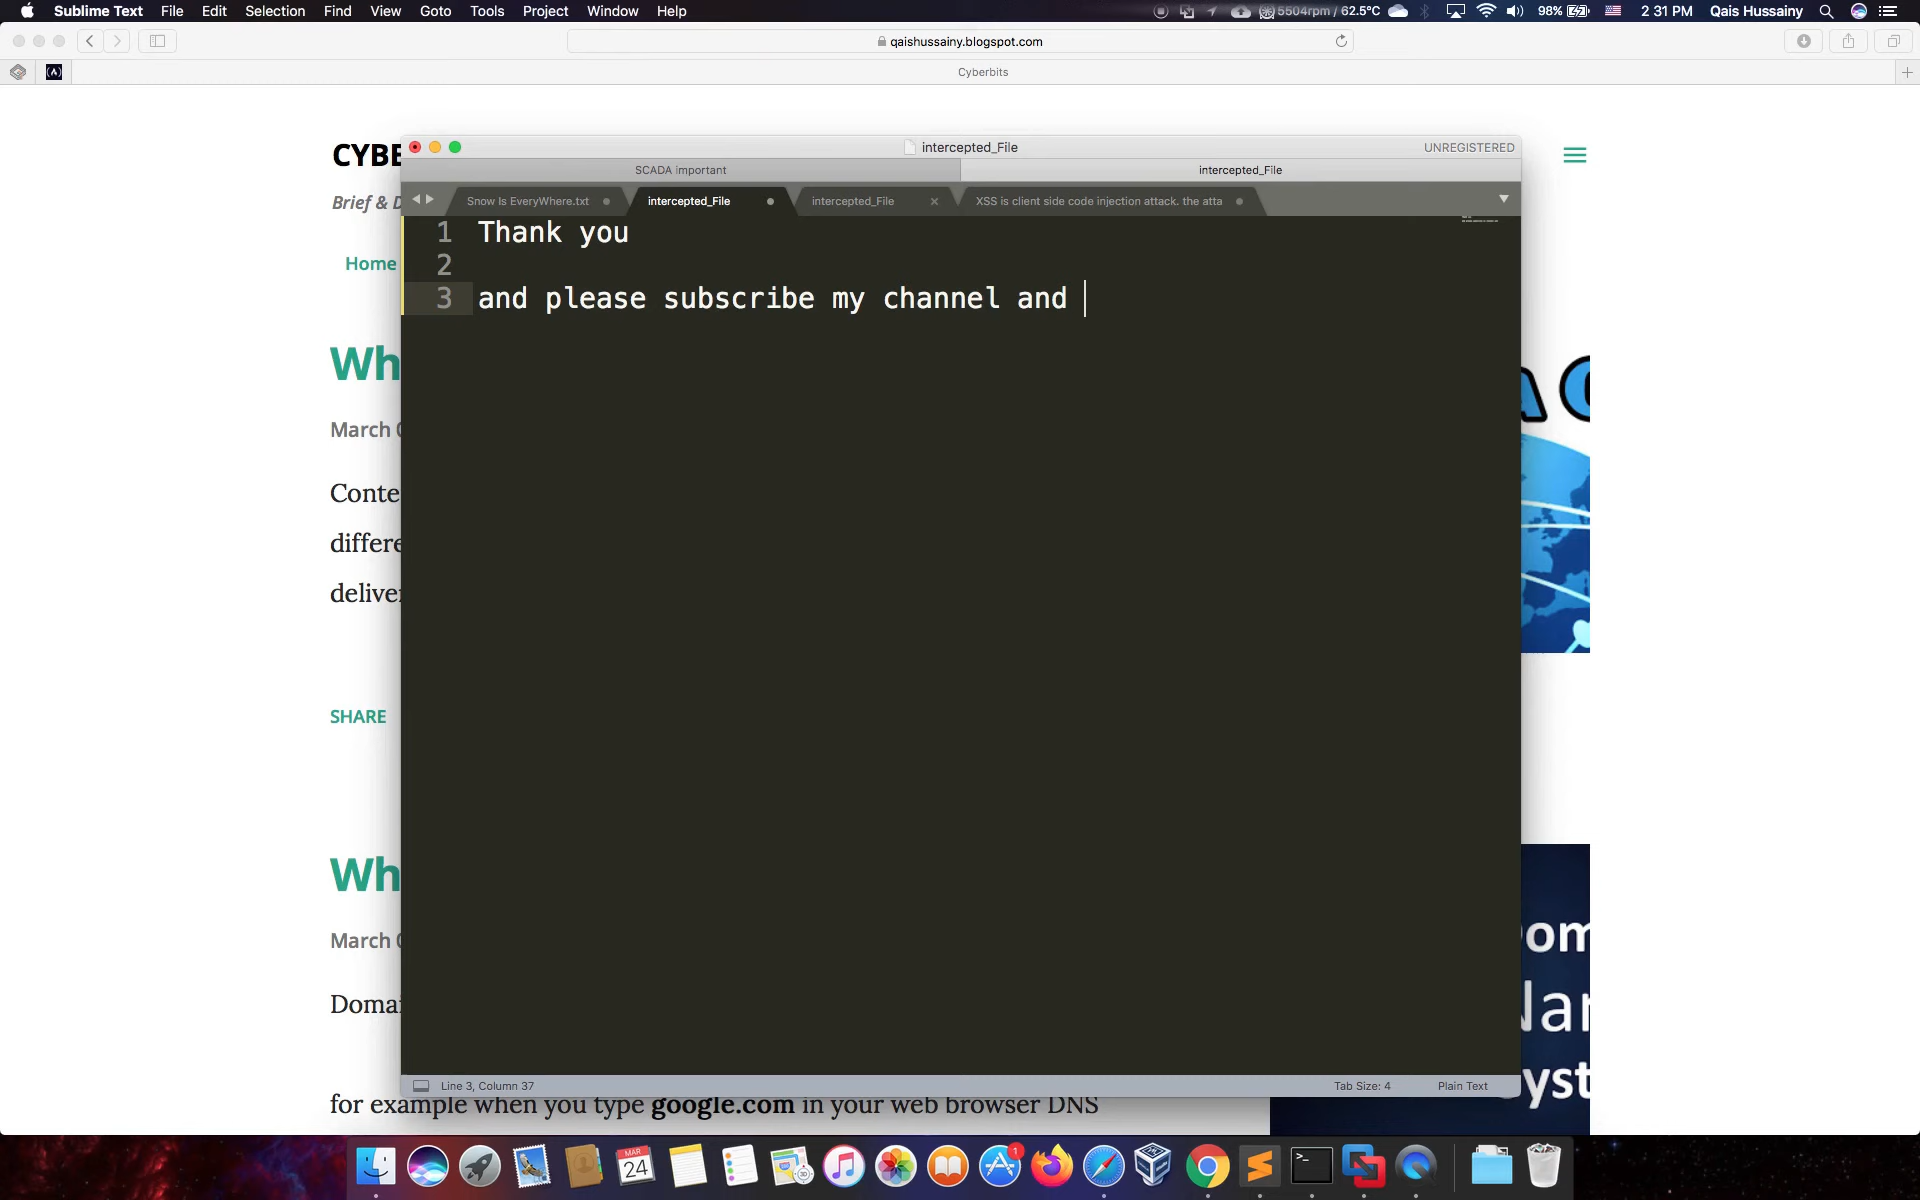 Sublime Text File Edit Selection Find View Goto Tools Project Window Help 5504rpm / 62.5°C 98% 2 31 PM Qais Hussainy
qaishussainy.blogspot.com
Cyberbits
CYBE
intercepted_File UNREGISTERED
SCADA important intercepted_File
Brief & D
Snow Is EveryWhere.txt intercepted_File intercepted_File XSS is client side code injection attack. the atta
1 Thank you
2
3 and please subscribe my channel and
Home
Wh
March
Conte
differe
deliver
SHARE
Wh
March
Domai
Line 3, Column 37 Tab Size: 4 Plain Text
for example when you type google.com in your web browser DNS
MAR
24
1